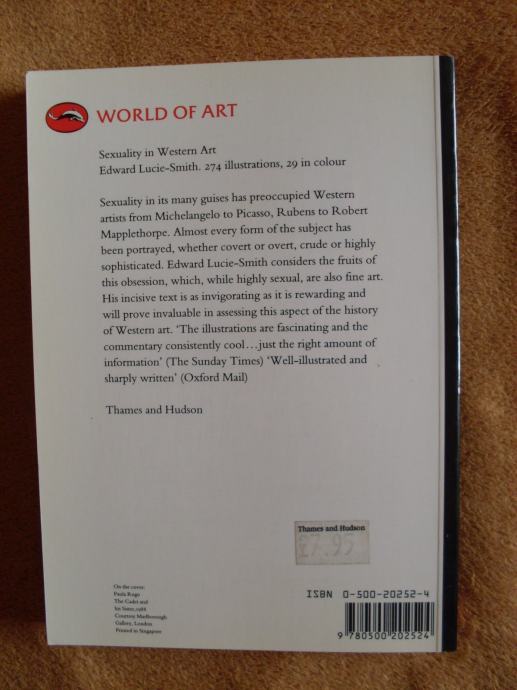 WORLD OF ART
Sexuality in Western Art
Edward Lucie-Smith. 274 illustrations, 29 in colour
Sexuality in its many guises has preoccupied Western
artists from Michelangelo to Picasso, Rubens to Robert
Mapplethorpe. Almost every form of the subject has
been portrayed, whether covert or overt, crude or highly
sophisticated. Edward Lucie-Smith considers the fruits of
this obsession, which, while highly sexual, are also fine art.
His incisive text is as invigorating as it is rewarding and
will prove invaluable in assessing this aspect of the history
of Western art. ‘The illustrations are fascinating and the
commentary consistently cool…just the right amount of
information’ (The Sunday Times) ‘Well-illustrated and
sharply written’ (Oxford Mail)
Thames and Hudson
Thames and Hudson
£7.95
On the cover:
Paula Rego
The Cadet and
his Sister, 1988
Courtesy Marlborough
Gallery, London
Printed in Singapore
ISBN 0-500-20252-4
9 780500 202524